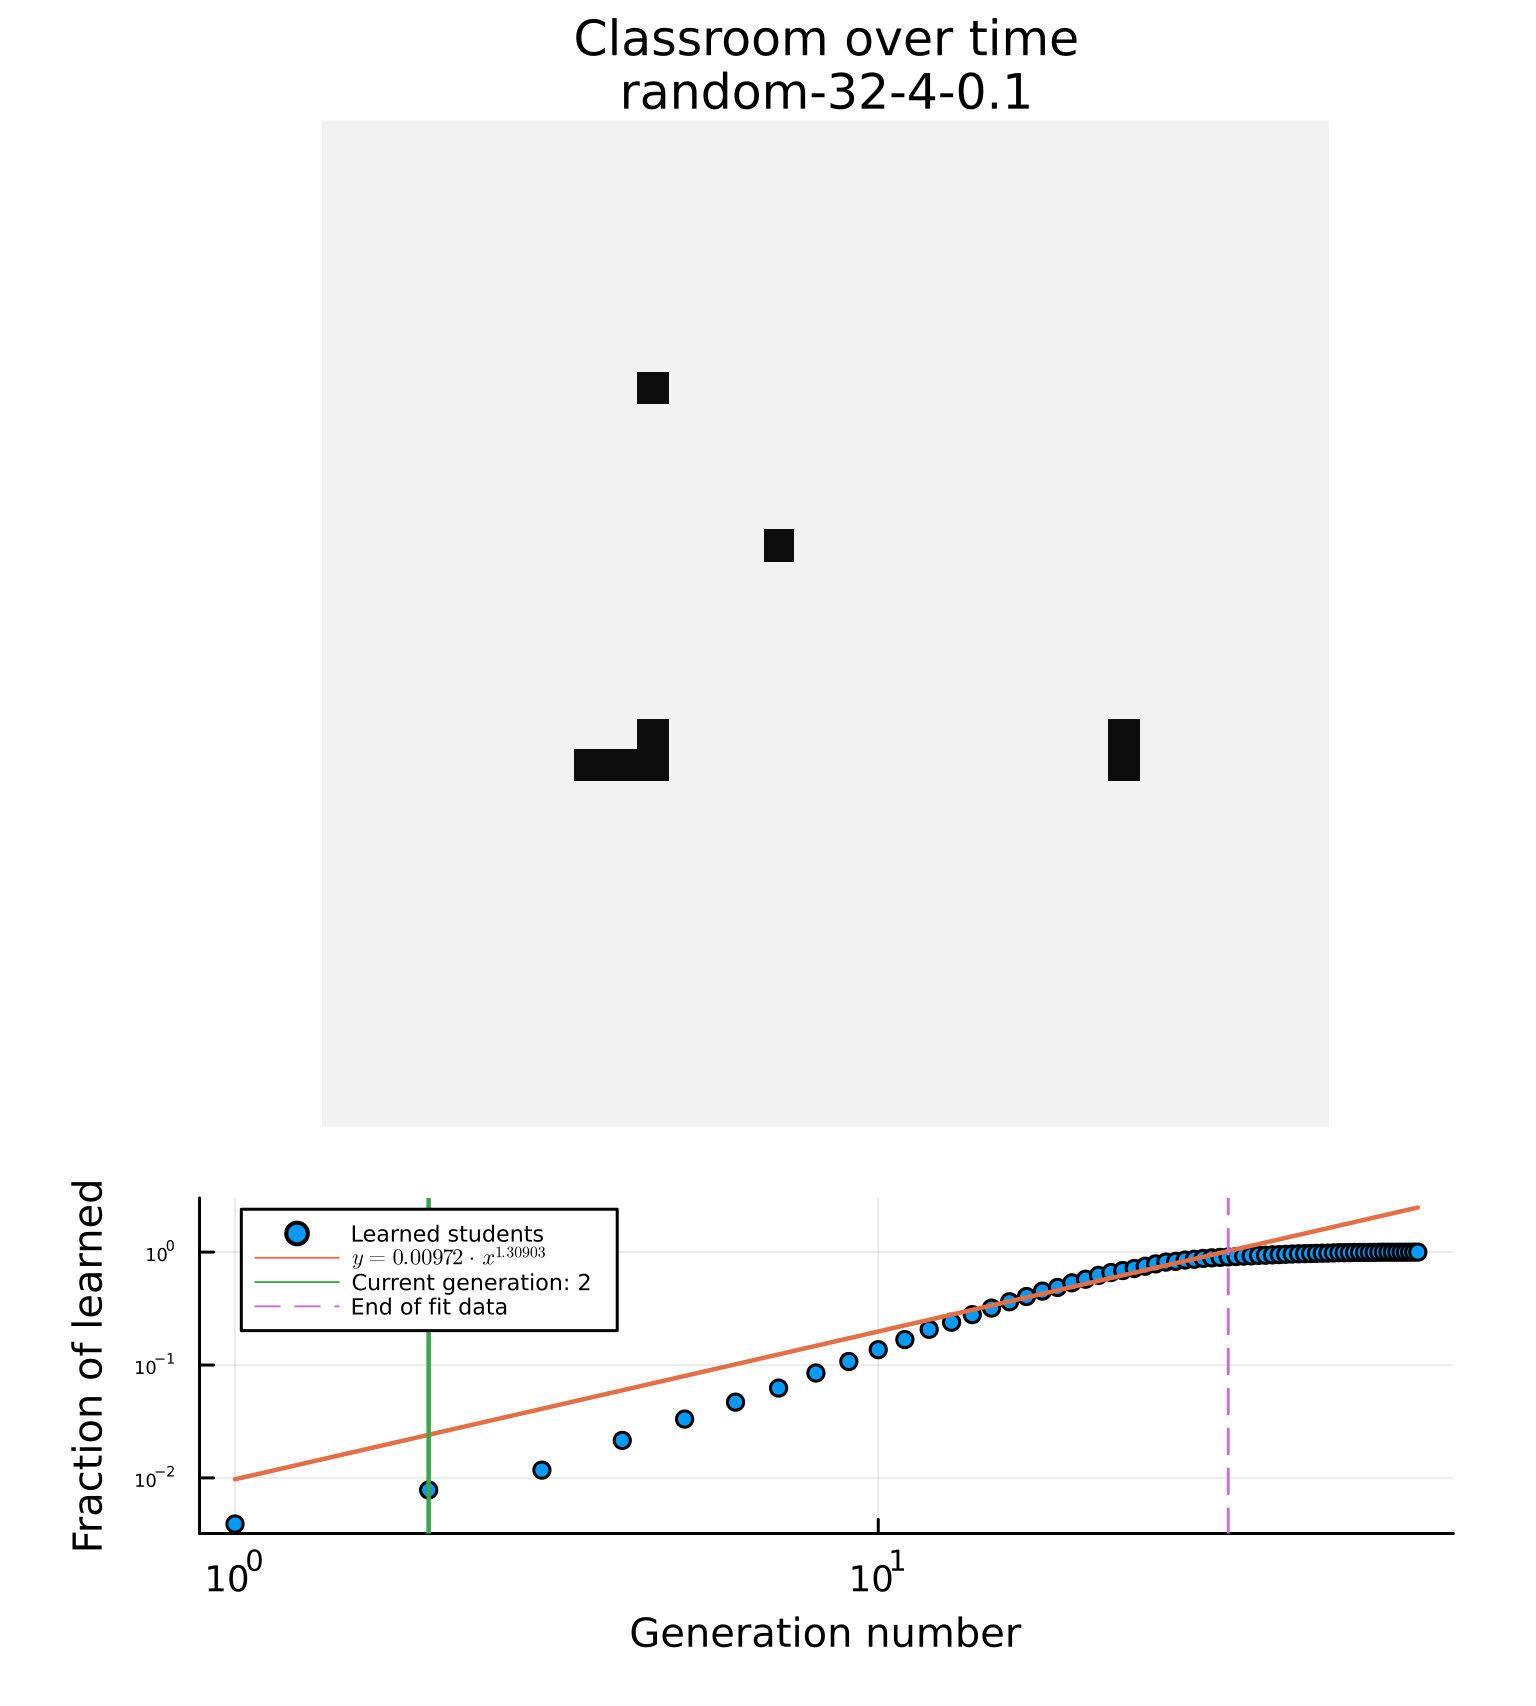 Classroom over time
random-32-4-0.1
Fraction of learned
Learned students
y = 0.00972 · x^1.30903
Current generation: 2
End of fit data
10^0
10^-1
10^-2
10^0
10^1
Generation number